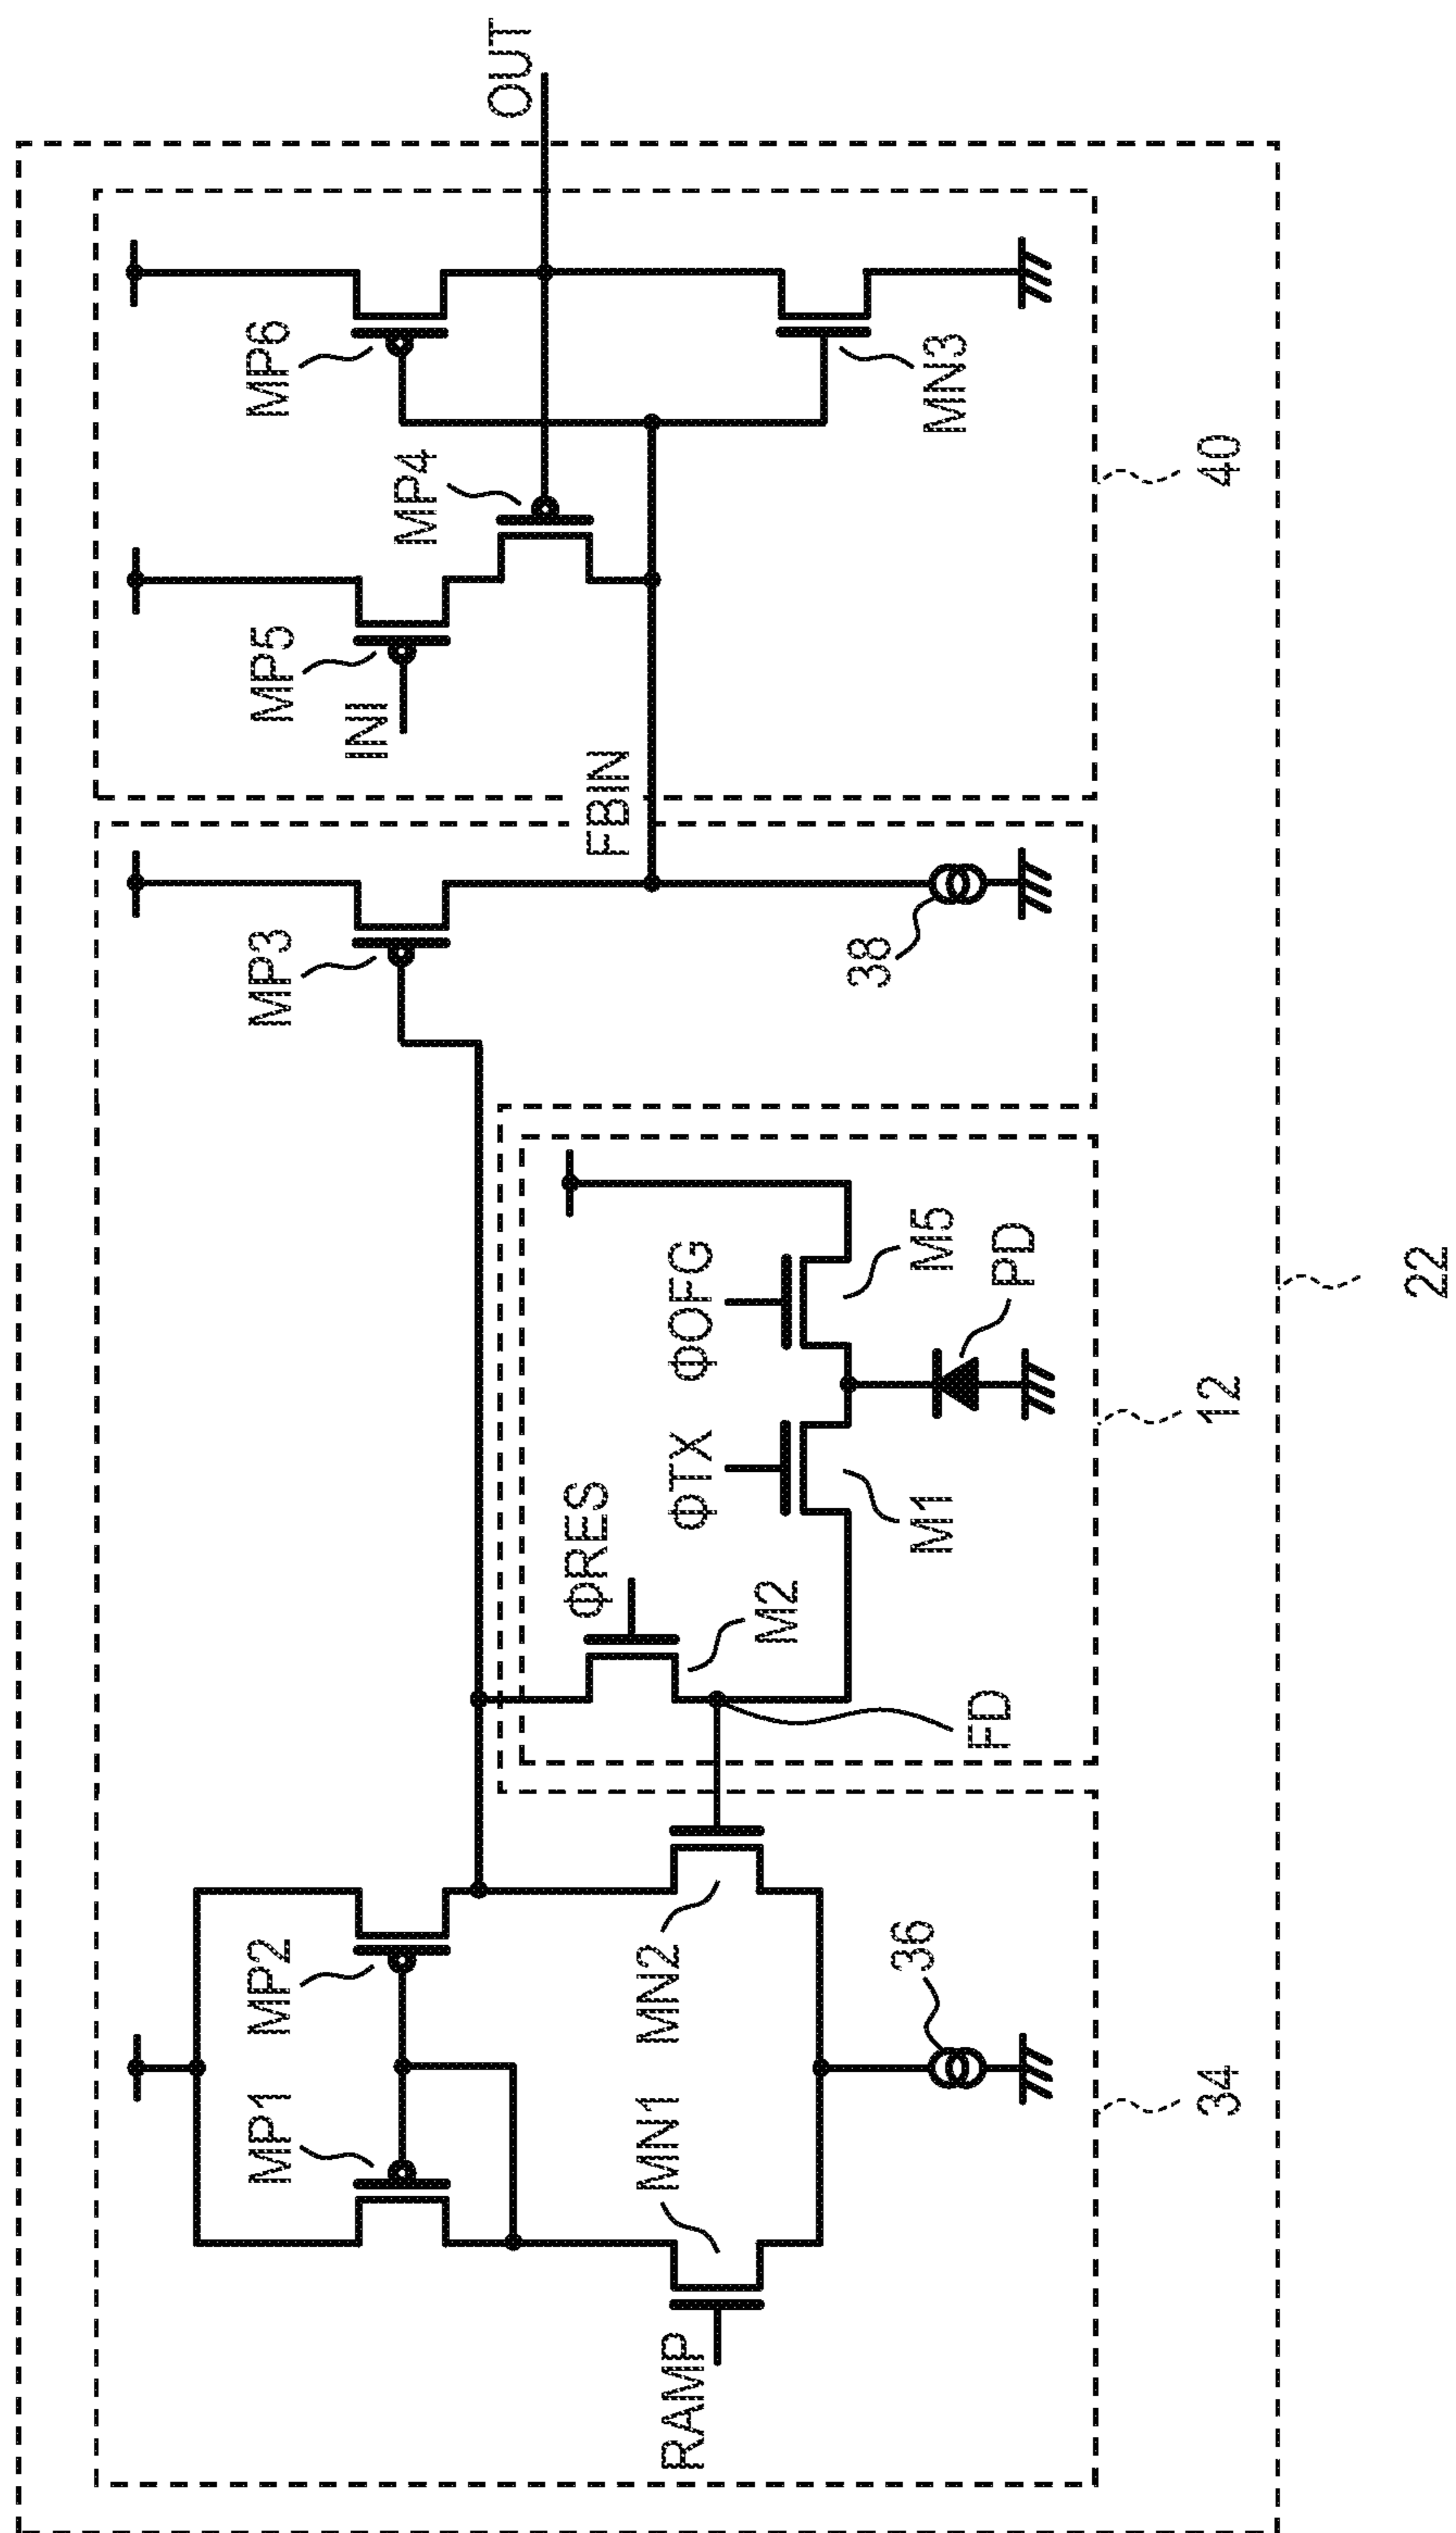 OUT
MP6
MP4
MP5
INI
MN3
40
FBIN
MP3
38
ΦOFG
M5
PD
ΦTX
M1
ΦRES
M2
FD
12
22
MP2
MP1
MN2
MN1
36
34
RAMP